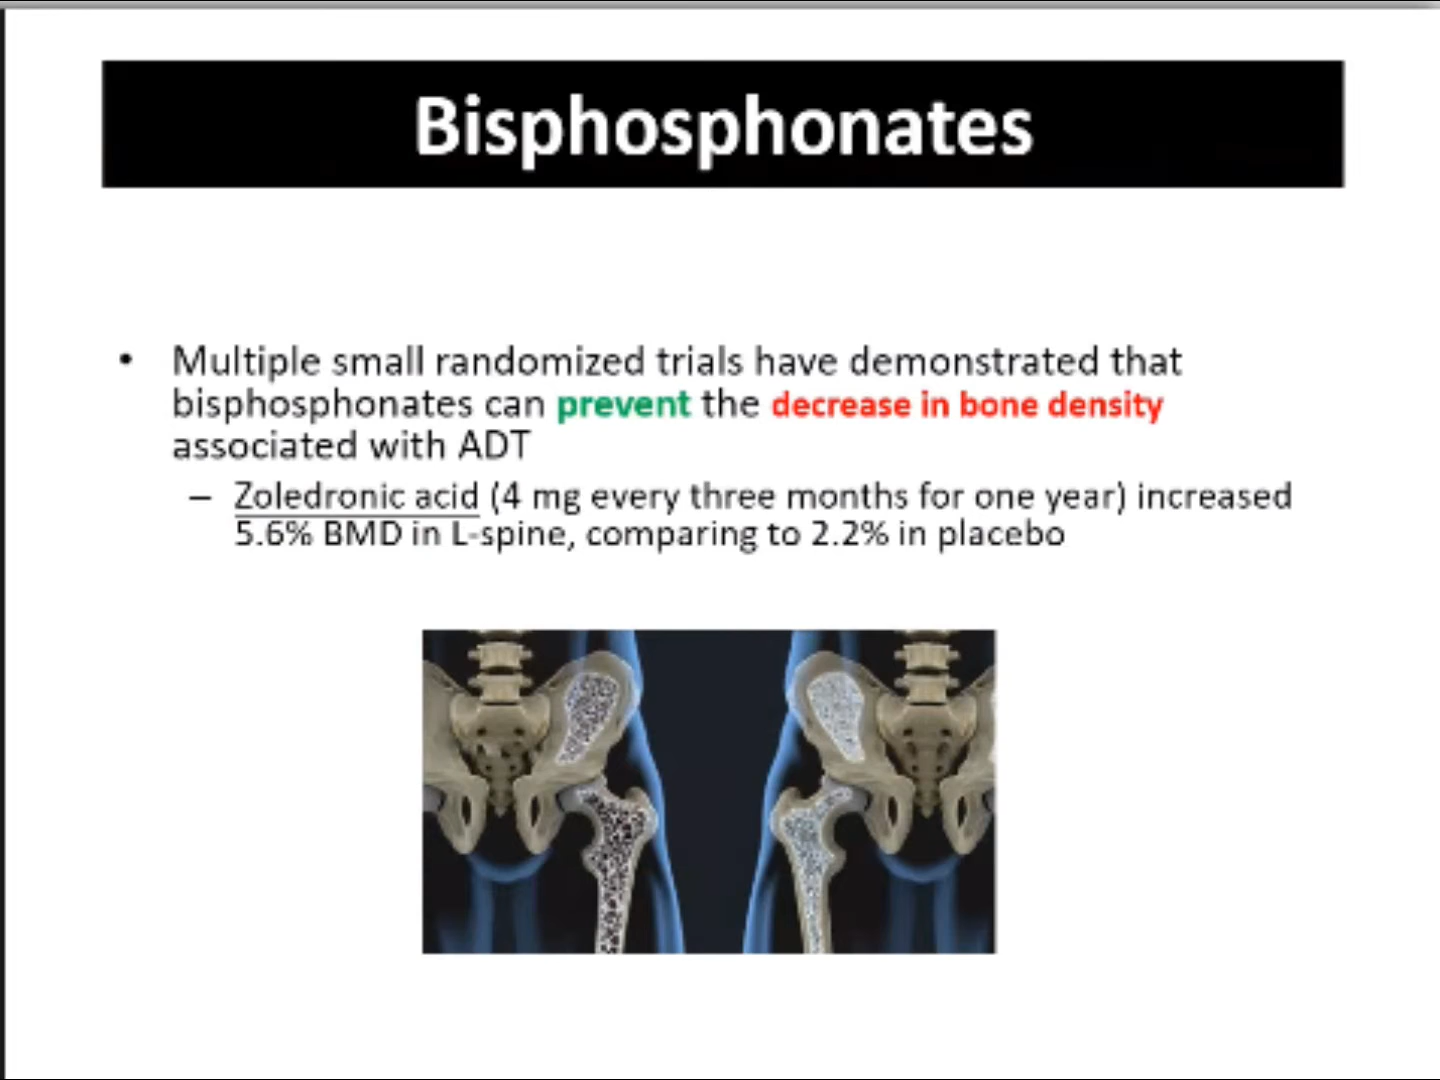 Bisphosphonates
• Multiple small randomized trials have demonstrated that
bisphosphonates can prevent the decrease in bone density
associated with ADT
– Zoledronic acid (4 mg every three months for one year) increased
5.6% BMD in L-spine, comparing to 2.2% in placebo